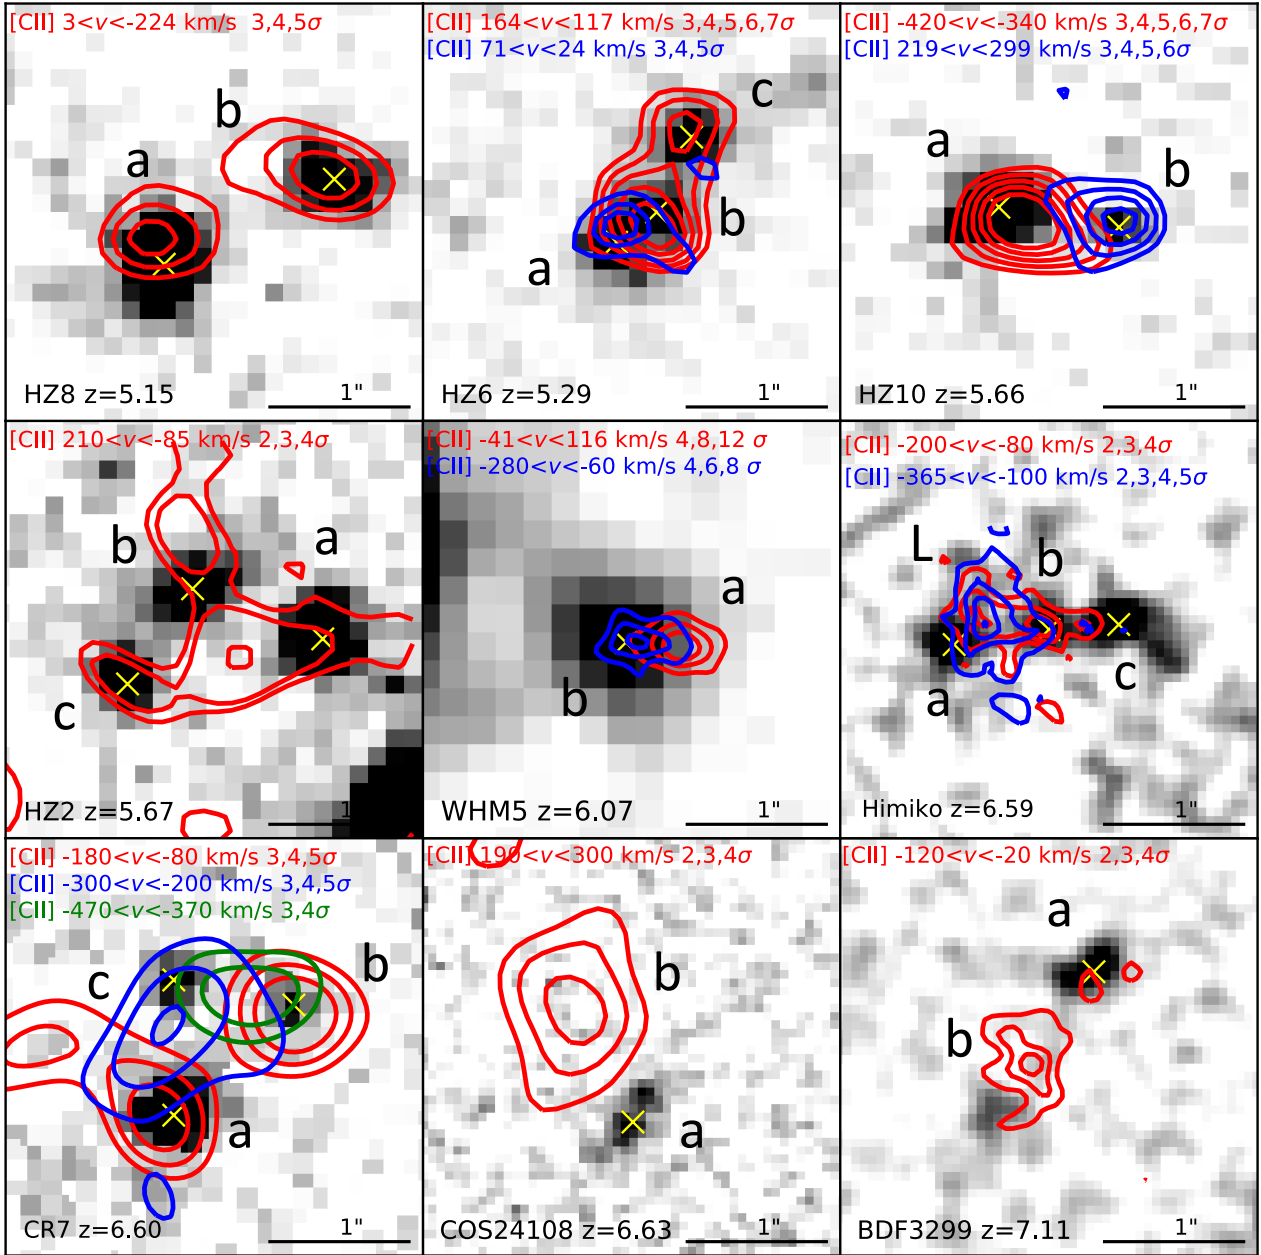 [CII] 3<v<-224 km/s 3,4,5σ
b
a
HZ8 z=5.15
1"
[CII] 164<v<117 km/s 3,4,5,6,7σ
[CII] 71<v<24 km/s 3,4,5σ
c
b
a
HZ6 z=5.29
1"
[CII] -420<v<-340 km/s 3,4,5,6,7σ
[CII] 219<v<299 km/s 3,4,5,6σ
a
b
HZ10 z=5.66
1"
[CII] 210<v<-85 km/s 2,3,4σ
a
b
c
HZ2 z=5.67
1
[CII] -41<v<116 km/s 4,8,12 σ
[CII] -280<v<-60 km/s 4,6,8 σ
a
b
WHM5 z=6.07
1"
[CII] -200<v<-80 km/s 2,3,4σ
[CII] -365<v<-100 km/s 2,3,4,5σ
L
b
a
c
Himiko z=6.59
1"
[CII] -180<v<-80 km/s 3,4,5σ
[CII] -300<v<-200 km/s 3,4,5σ
[CII] -470<v<-370 km/s 3,4σ
b
c
a
CR7 z=6.60
1"
[CII] 190<v<300 km/s 2,3,4σ
b
a
COS24108 z=6.63
1"
[CII] -120<v<-20 km/s 2,3,4σ
a
b
BDF3299 z=7.11
1"